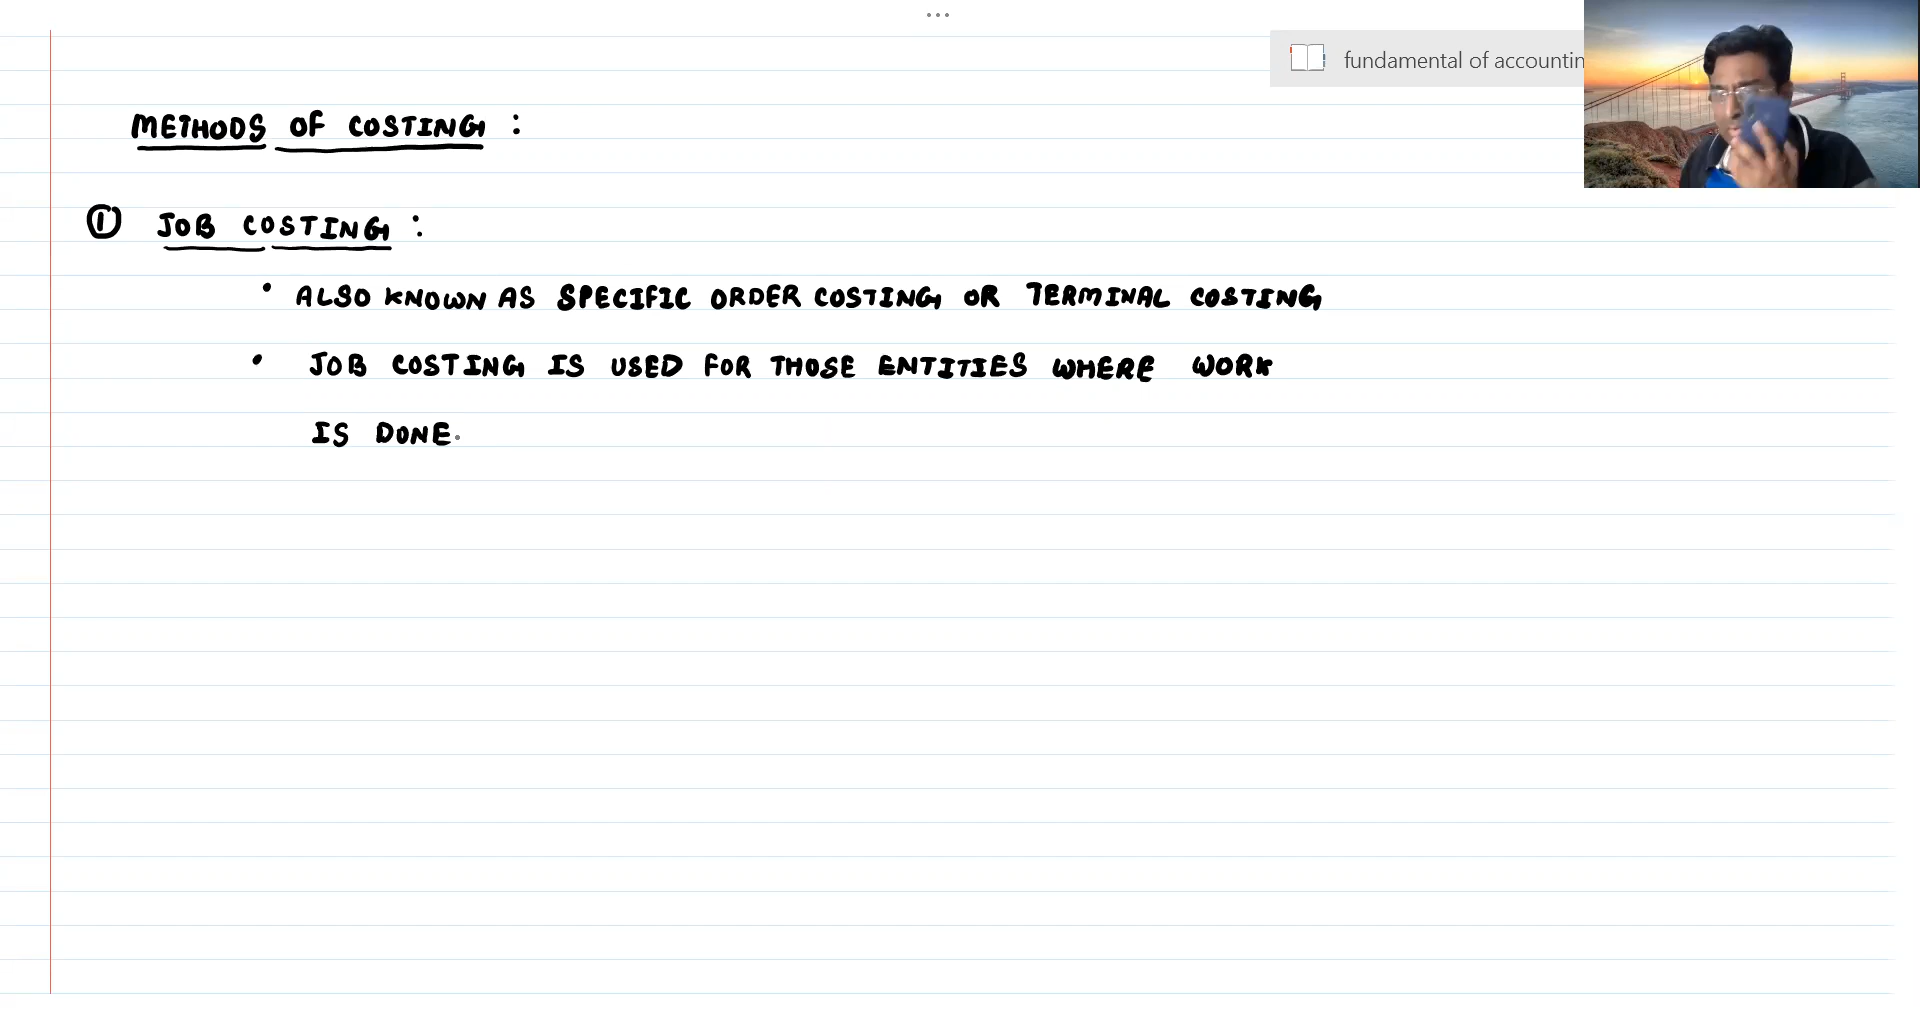 fundamental of accountin
METHODS OF COSTING :
① JOB COSTING :
• ALSO KNOWN AS SPECIFIC ORDER COSTING OR TERMINAL COSTING
• JOB COSTING IS USED FOR THOSE ENTITIES WHERE WORK
IS DONE